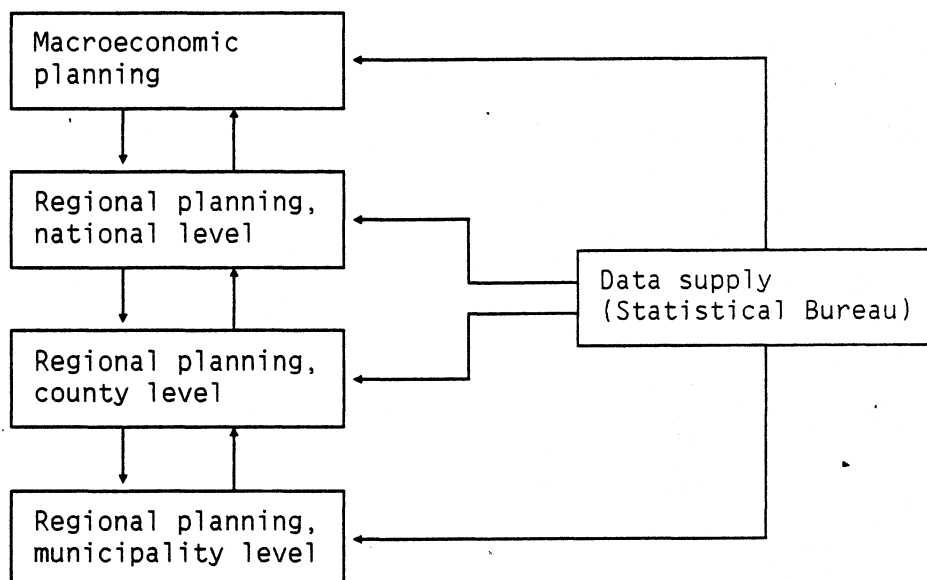 Macroeconomic
planning
Regional planning,
national level
Data supply
(Statistical Bureau)
Regional planning,
county level
Regional planning,
municipality level